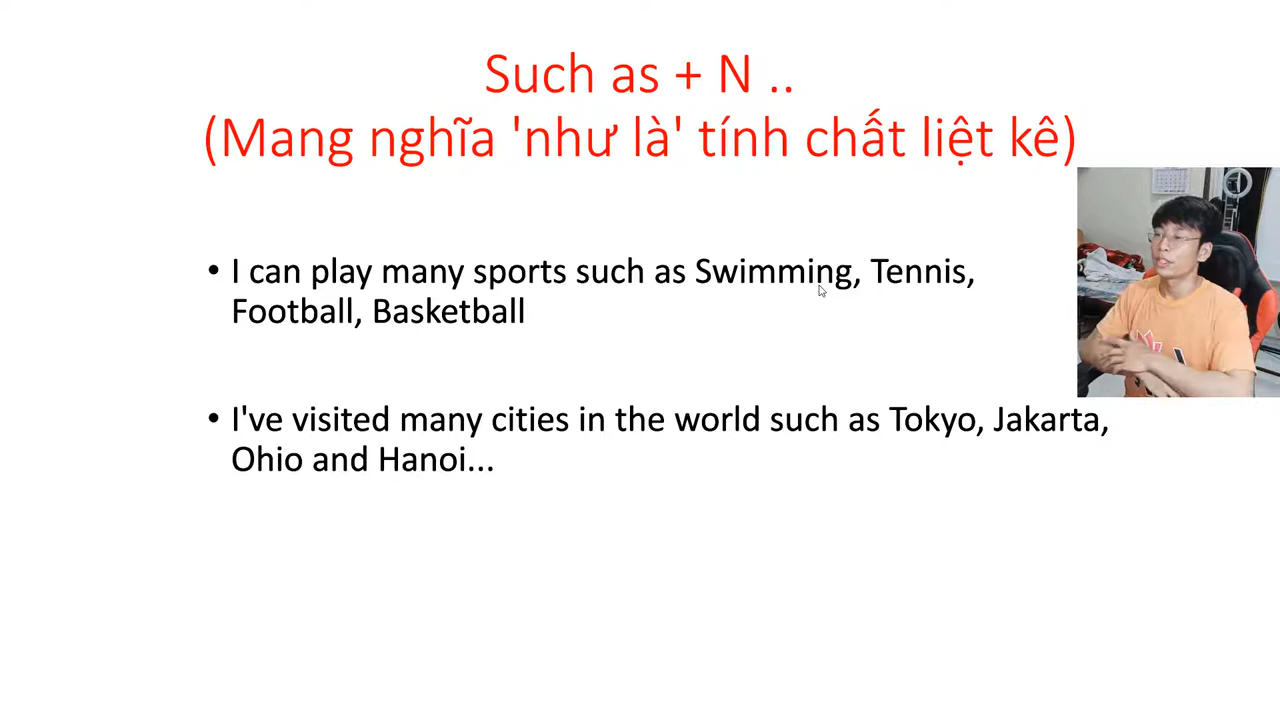 Such as + N ..
(Mang nghĩa 'như là' tính chất liệt kê)
• I can play many sports such as Swimming, Tennis,
Football, Basketball
• I've visited many cities in the world such as Tokyo, Jakarta,
Ohio and Hanoi...